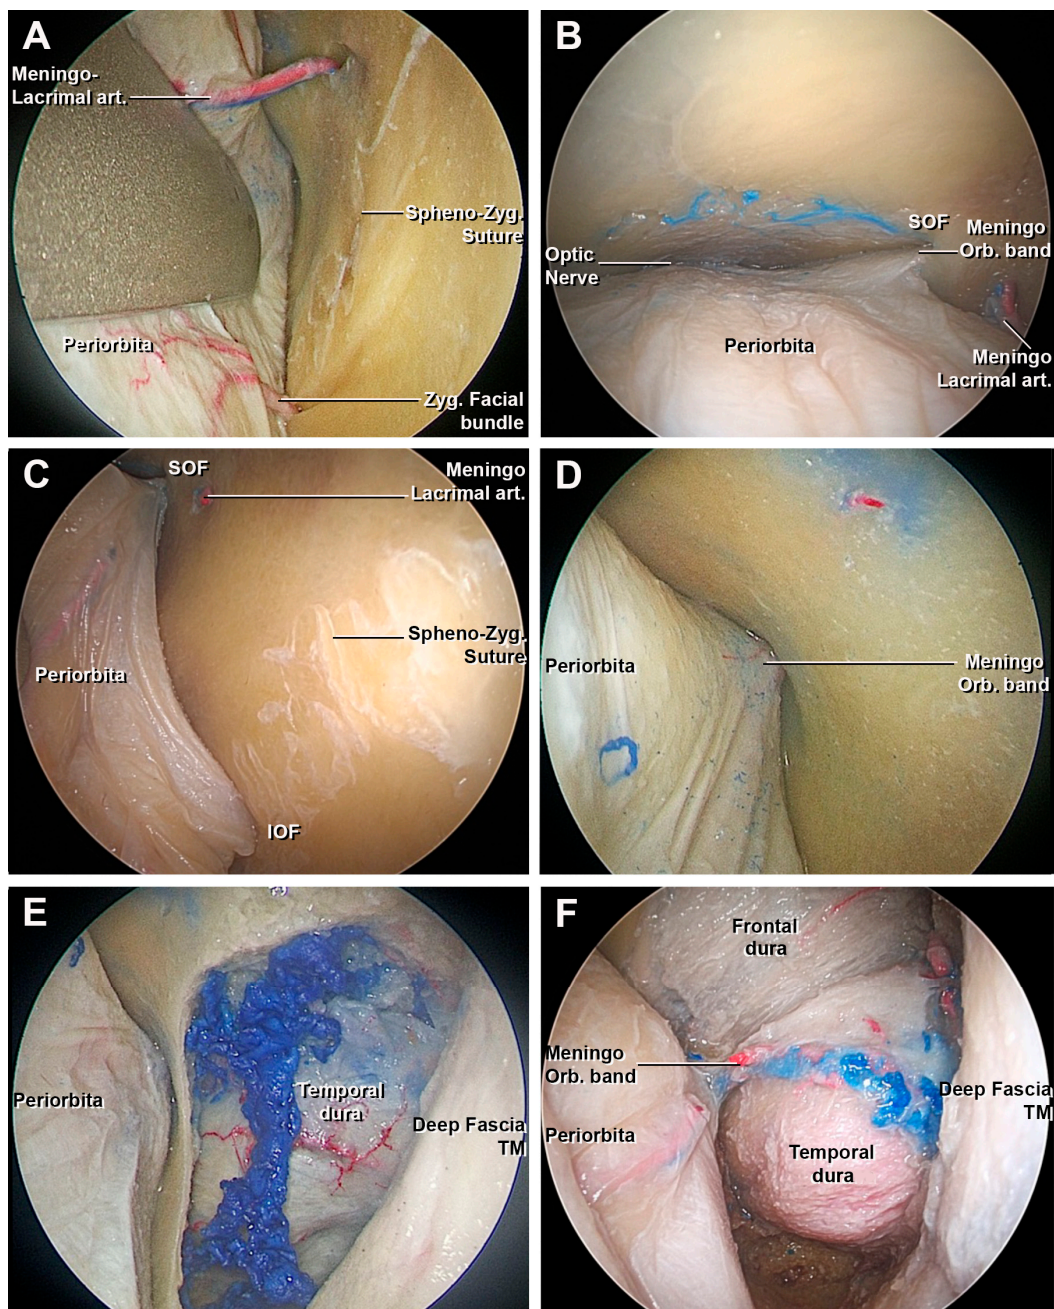 A
Meningo-
Lacrimal art.
Spheno-Zyg.
Suture
Periorbita
Zyg. Facial
bundle
B
SOF
Meningo
Orb. band
Optic
Nerve
Periorbita
Meningo
Lacrimal art.
C
SOF
Meningo
Lacrimal art.
Spheno-Zyg.
Suture
Periorbita
IOF
D
Periorbita
Meningo
Orb. band
E
Temporal
dura
Periorbita
Deep Fascia
TM
F
Frontal
dura
Meningo
Orb. band
Deep Fascia
TM
Periorbita
Temporal
dura